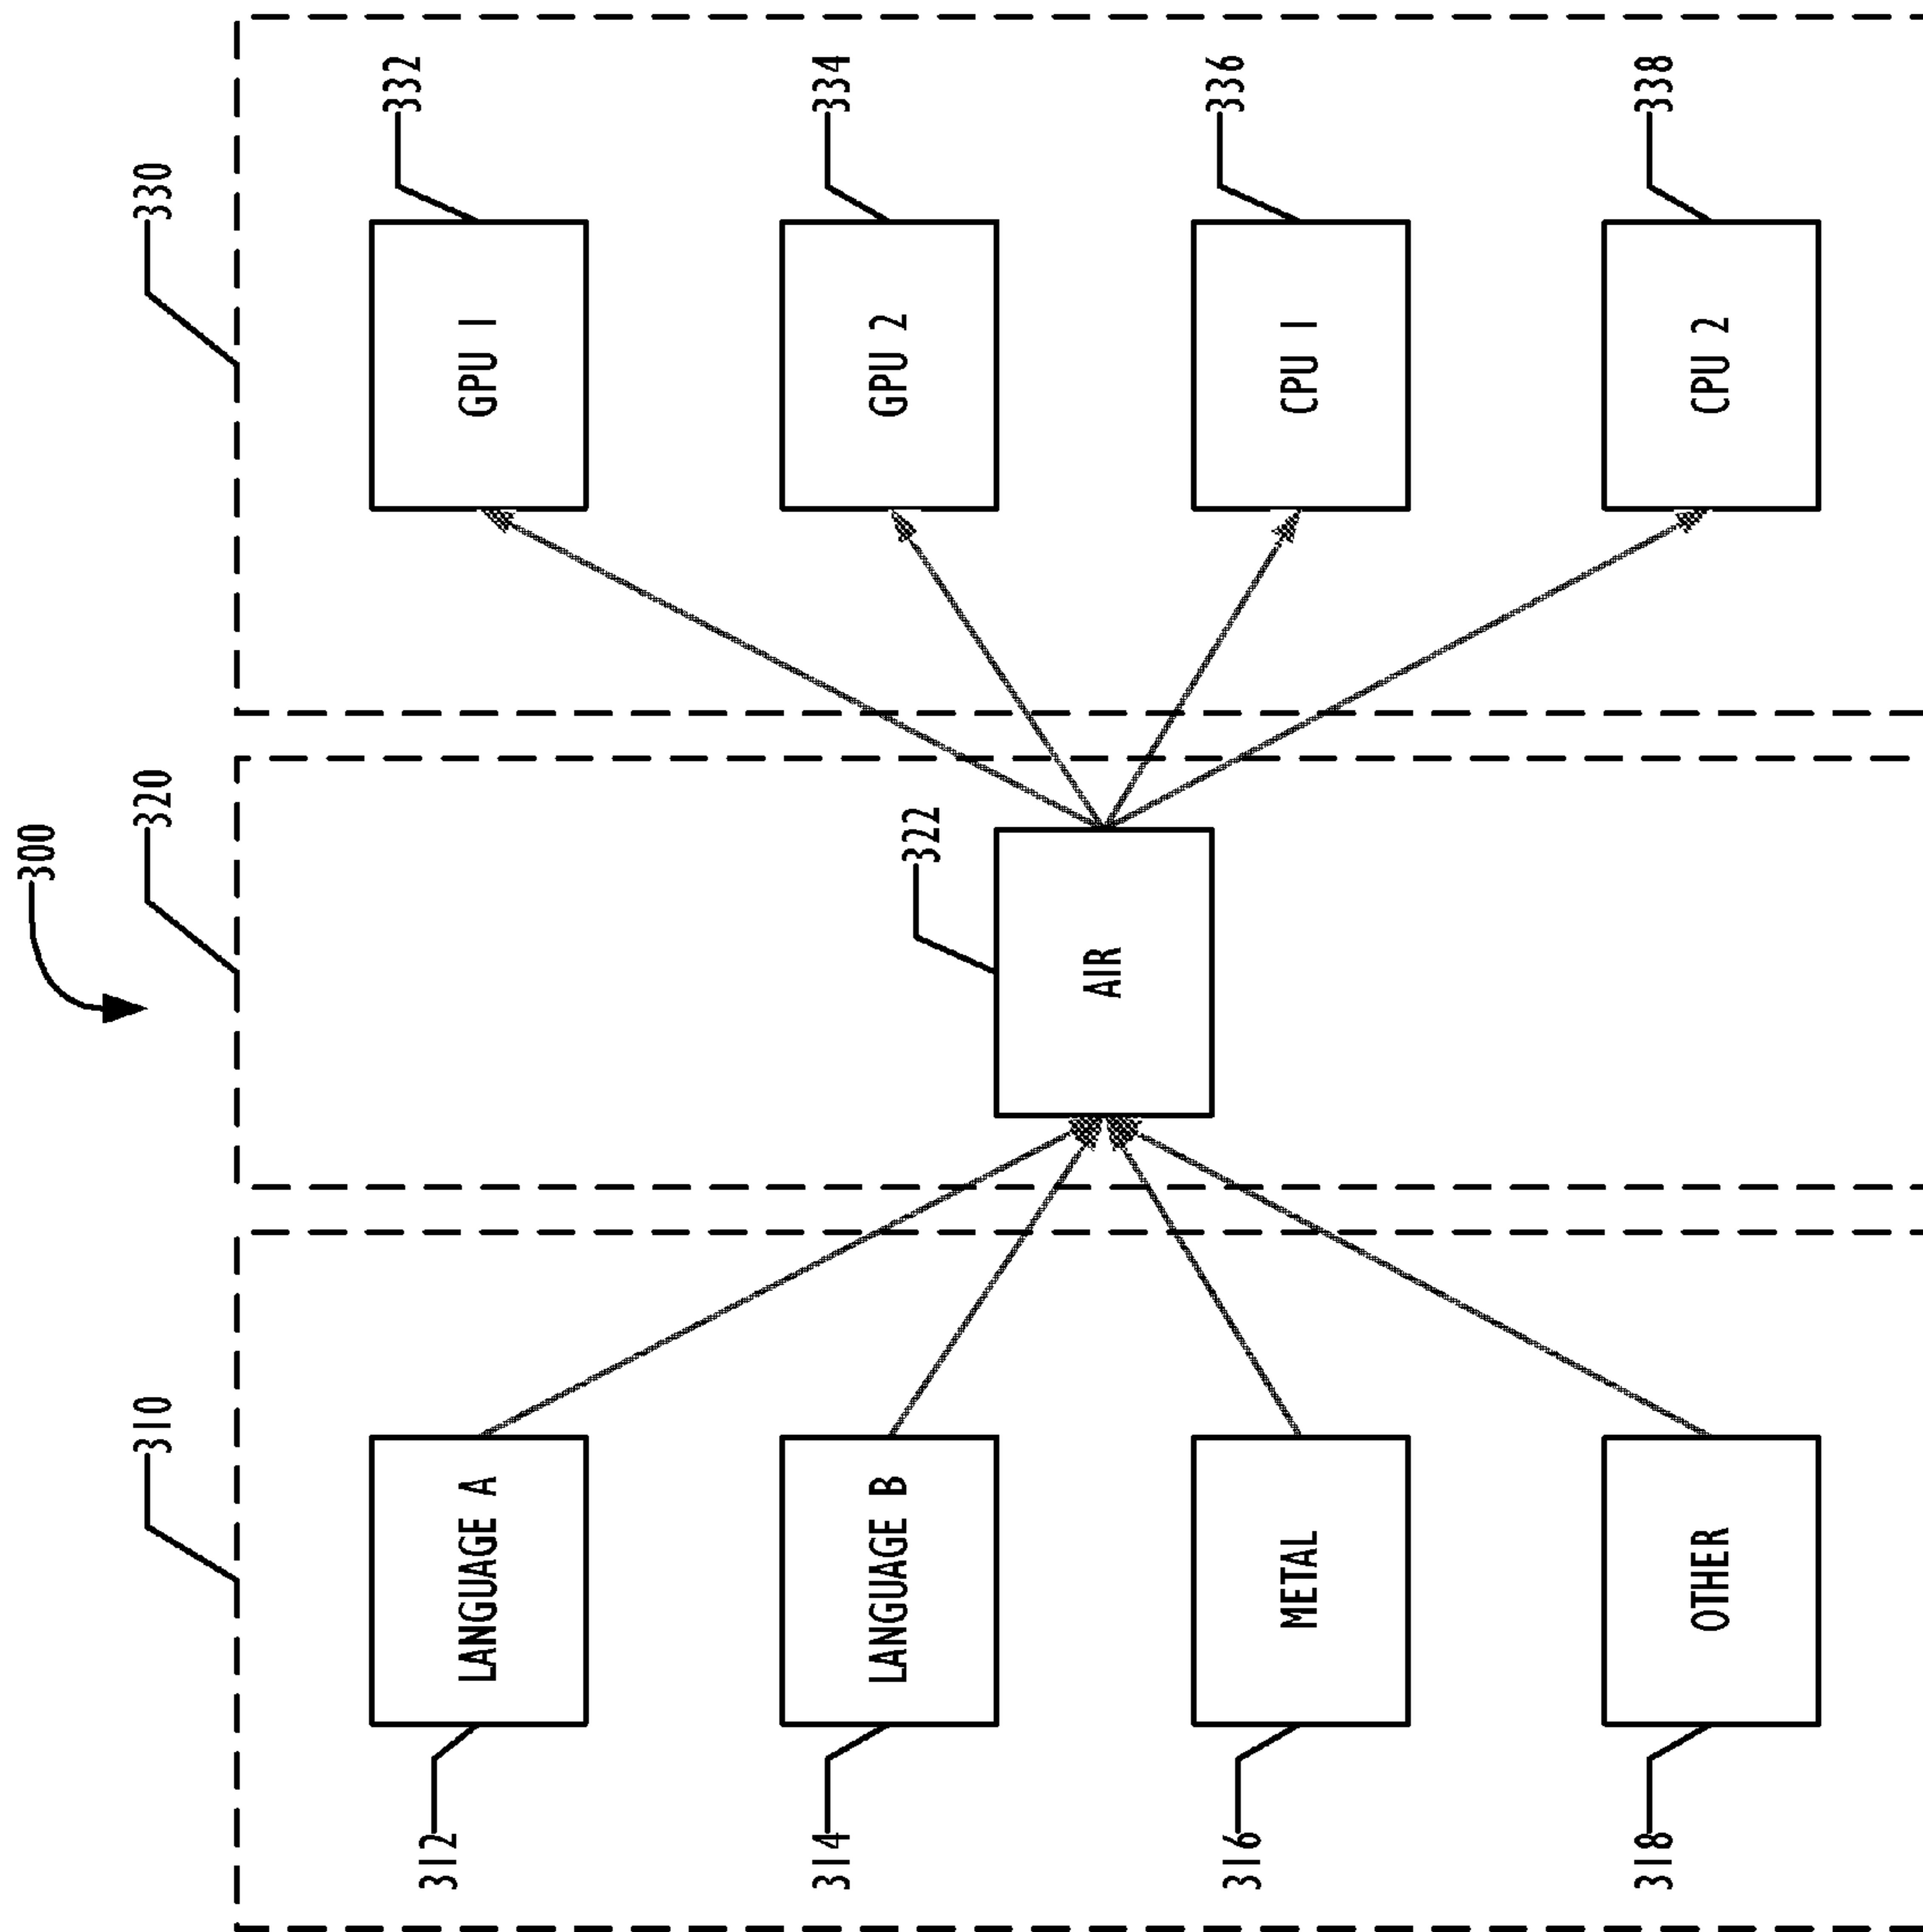 300
310
320
330
312
LANGUAGE A
314
LANGUAGE B
316
METAL
318
OTHER
322
AIR
332
GPU 1
334
GPU 2
336
CPU 1
338
CPU 2